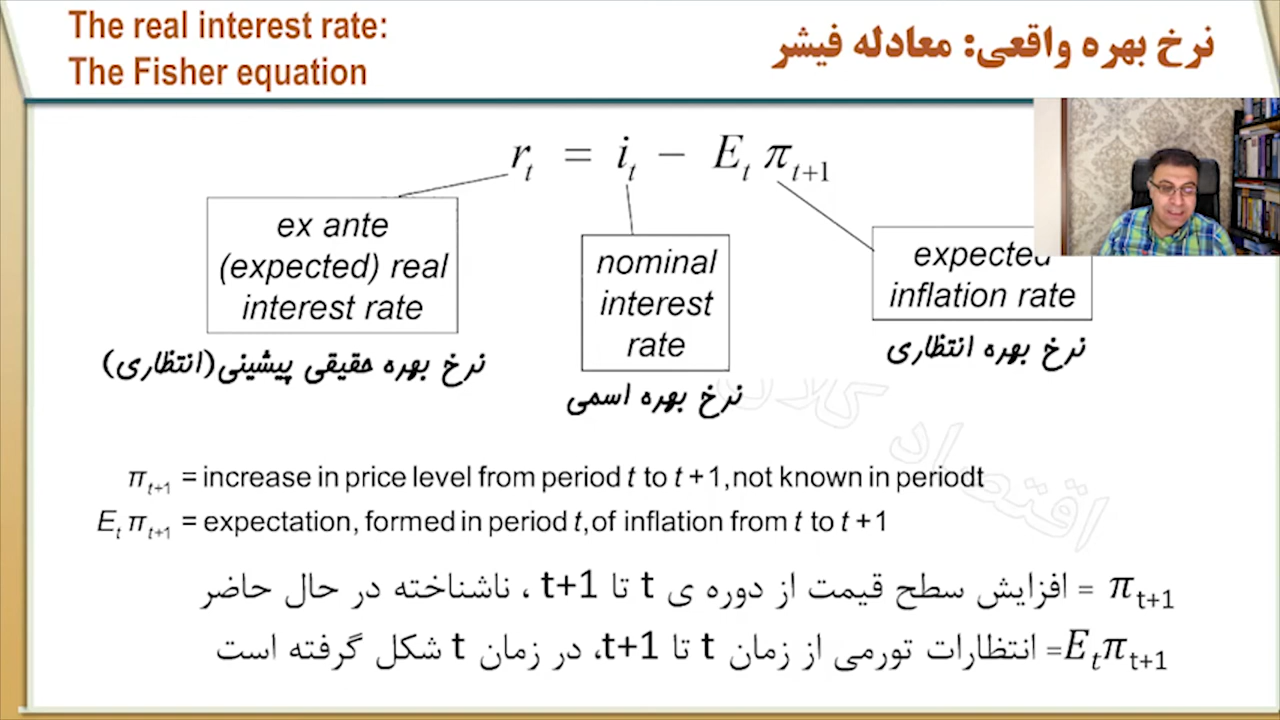 The real interest rate:
The Fisher equation
نرخ بهره واقعی: معادله فیشر
r_t = i_t − E_t π_{t+1}
ex ante
(expected) real
interest rate
nominal
interest
rate
expected
inflation rate
نرخ بهره حقیقی پیشینی(انتظاری)
نرخ بهره اسمی
نرخ بهره انتظاری
اقتصاد کلان
π_{t+1} = increase in price level from period t to t+1,not known in periodt
E_t π_{t+1} = expectation, formed in period t,of inflation from t to t+1
π_{t+1} = افزایش سطح قیمت از دوره ی t تا t+1 ، ناشناخته در حال حاضر
E_tπ_{t+1} =انتظارات تورمی از زمان t تا t+1، در زمان t شکل گرفته است